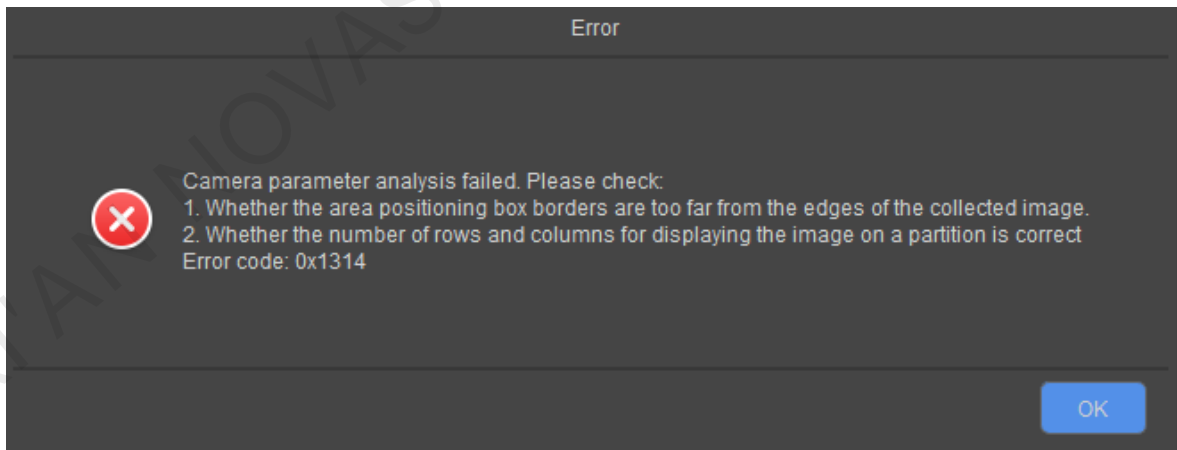 Error
Camera parameter analysis failed. Please check:
1. Whether the area positioning box borders are too far from the edges of the collected image.
2. Whether the number of rows and columns for displaying the image on a partition is correct
Error code: 0x1314
OK